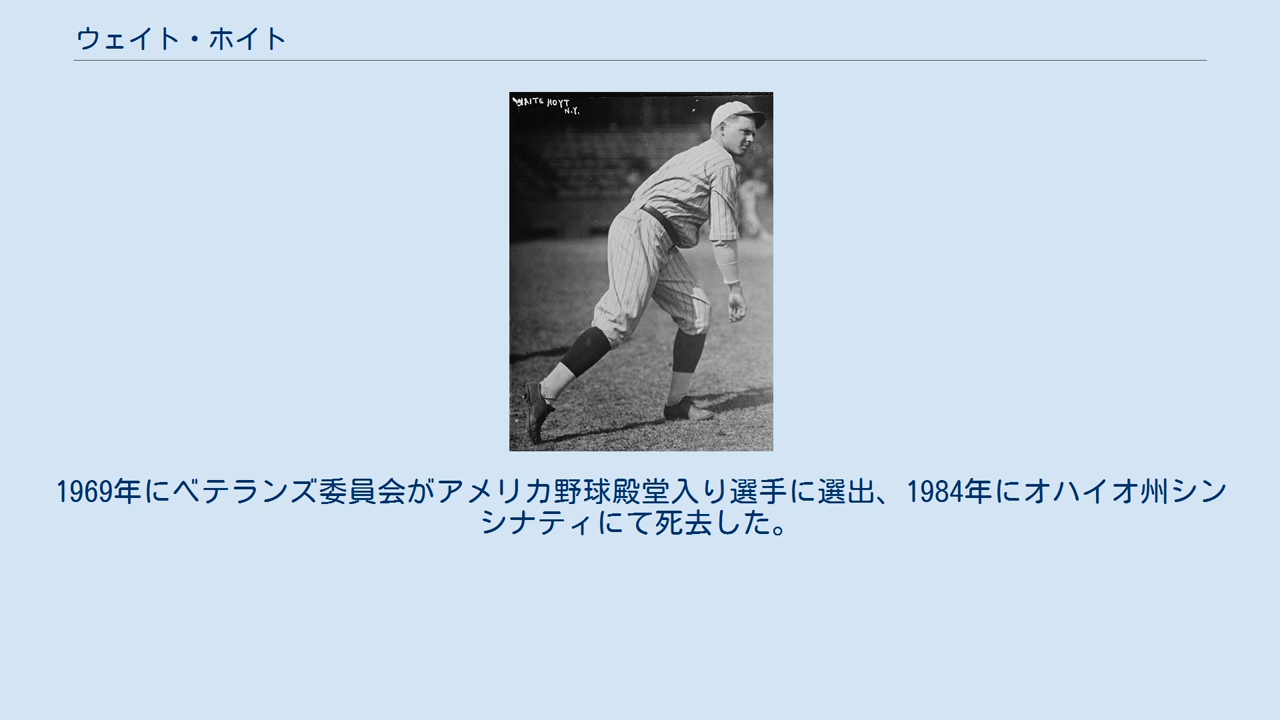 ウェイト・ホイト
WAITE HOYT
N.Y.
1969年にベテランズ委員会がアメリカ野球殿堂入り選手に選出、1984年にオハイオ州シン
シナティにて死去した。